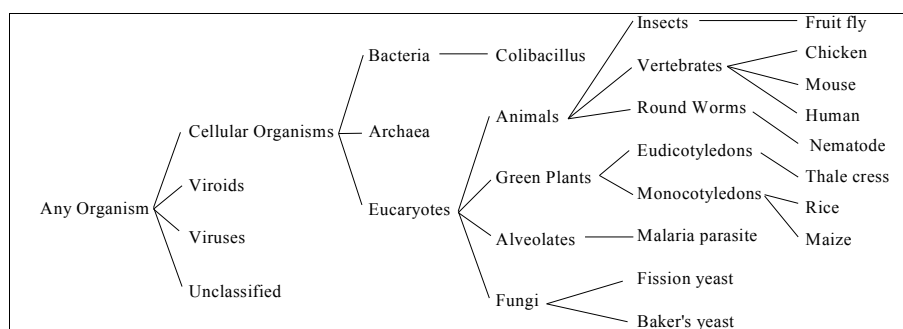 Insects
Fruit fly
Bacteria
Colibacillus
Chicken
Vertebrates
Mouse
Cellular Organisms
Archaea
Animals
Round Worms
Human
Nematode
Viroids
Eudicotyledons
Green Plants
Thale cress
Any Organism
Eucaryotes
Monocotyledons
Rice
Viruses
Alveolates
Malaria parasite
Maize
Unclassified
Fission yeast
Fungi
Baker's yeast